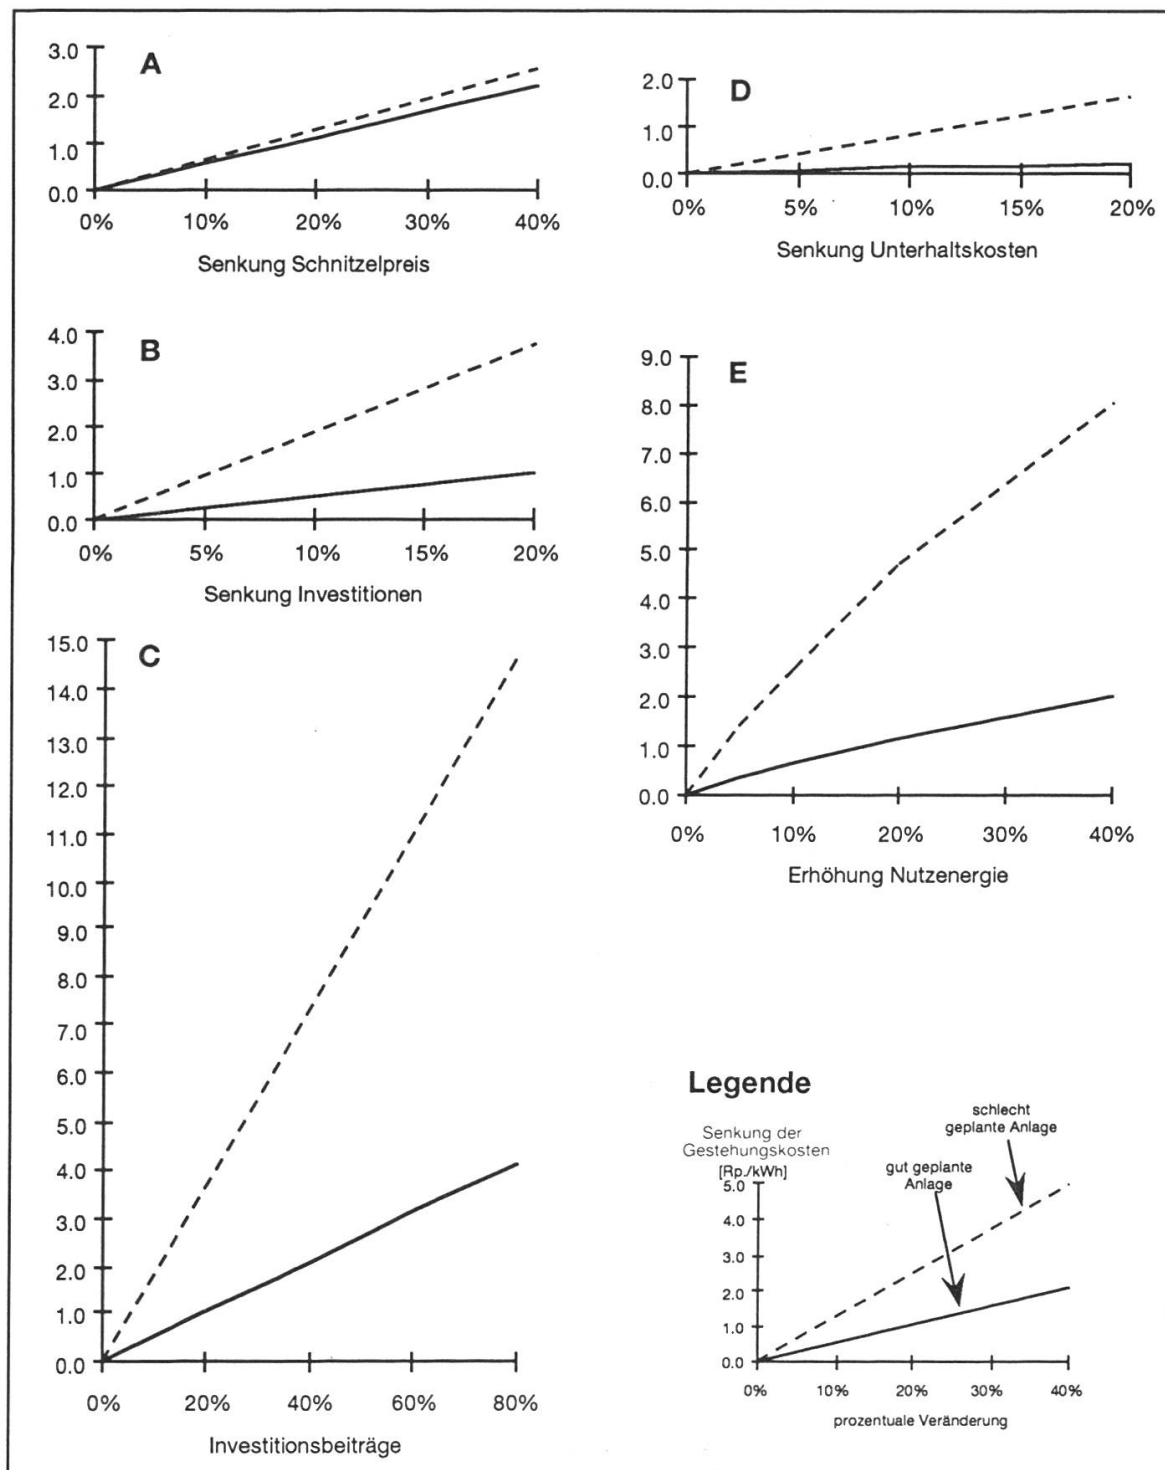 A
3.0
2.0
1.0
0.0
0% 10% 20% 30% 40%
Senkung Schnitzelpreis
D
2.0
1.0
0.0
0% 5% 10% 15% 20%
Senkung Unterhaltskosten
B
4.0
3.0
2.0
1.0
0.0
0% 5% 10% 15% 20%
Senkung Investitionen
E
9.0
8.0
7.0
6.0
5.0
4.0
3.0
2.0
1.0
0.0
0% 10% 20% 30% 40%
Erhöhung Nutzenergie
C
15.0
14.0
13.0
12.0
11.0
10.0
9.0
8.0
7.0
6.0
5.0
4.0
3.0
2.0
1.0
0.0
0% 20% 40% 60% 80%
Investitionsbeiträge
Legende
Senkung der
Gestehungskosten
[Rp./kWh]
schlecht
geplante Anlage
gut geplante
Anlage
5.0
4.0
3.0
2.0
1.0
0.0
0% 10% 20% 30% 40%
prozentuale Veränderung